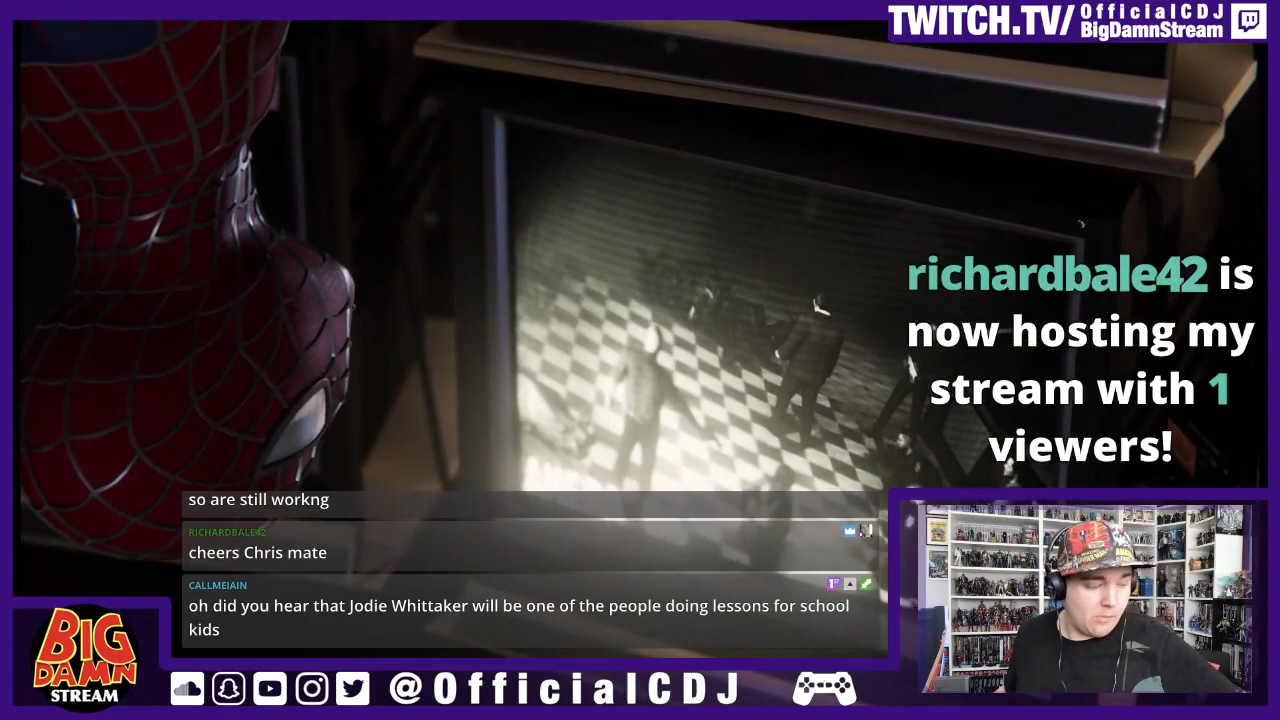 TWITCH.TV/ OfficialCDJ
BigDamnStream
richardbale42 is
now hosting my
stream with 1
viewers!
so are still workng
RICHARDBALE42
cheers Chris mate
CALLMEIAIN
oh did you hear that Jodie Whittaker will be one of the people doing lessons for school
kids
BIG
DAMN
STREAM
@OfficialCDJ